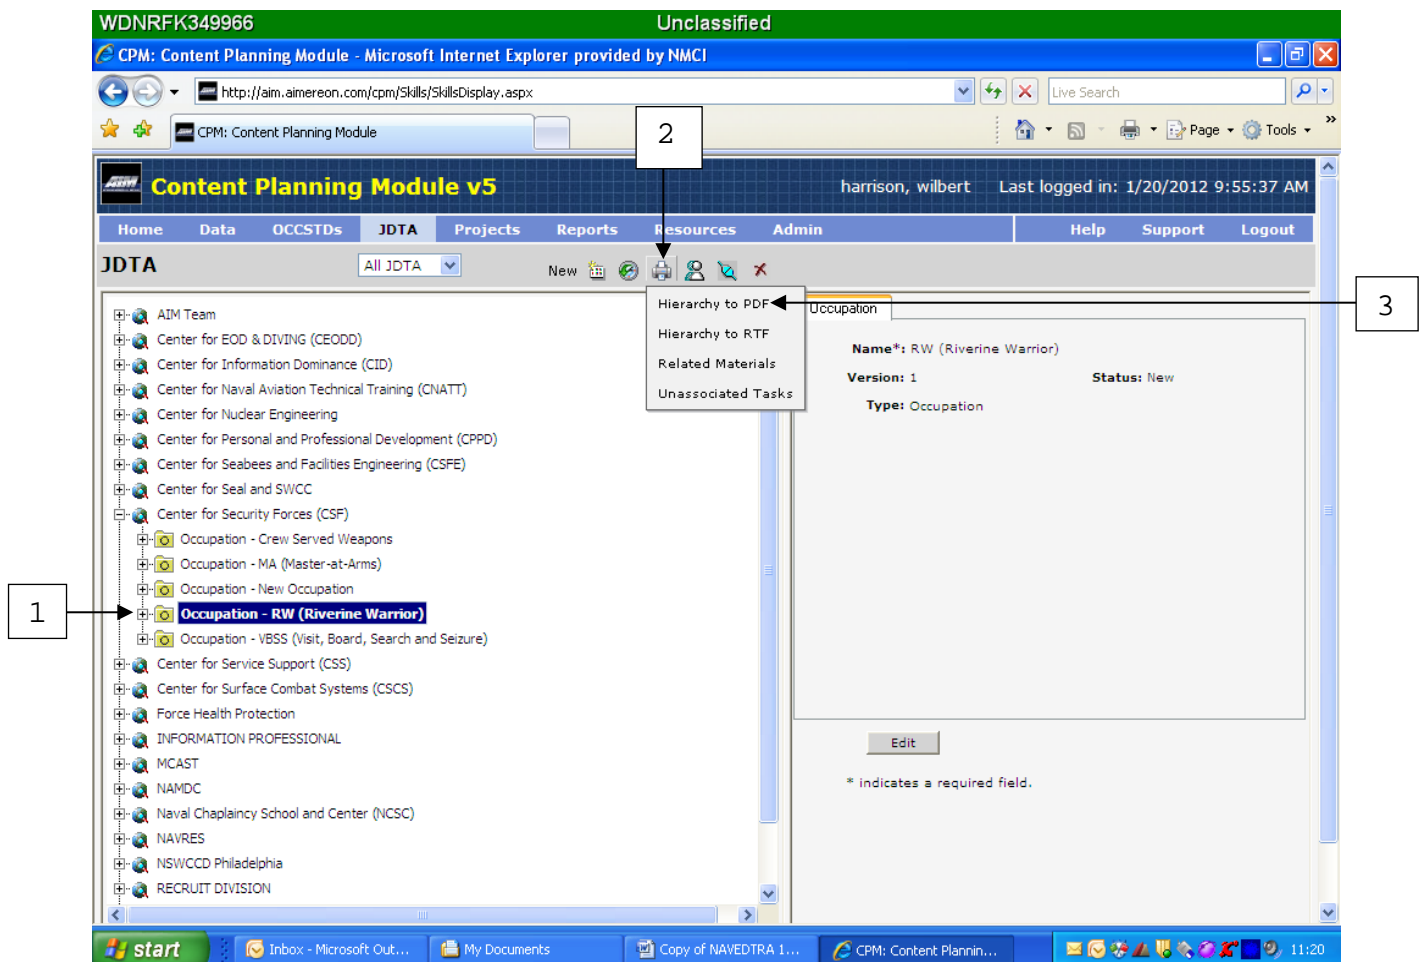 WDNRFK349966 Unclassified
CPM: Content Planning Module - Microsoft Internet Explorer provided by NMCI
http://aim.aimereon.com/cpm/Skills/SkillsDisplay.aspx Live Search
CPM: Content Planning Module Page Tools »
2
Content Planning Module v5 harrison, wilbert Last logged in: 1/20/2012 9:55:37 AM
Home Data OCCSTDs JDTA Projects Reports Resources Admin Help Support Logout
JDTA All JDTA New
Hierarchy to PDF
Hierarchy to RTF
Related Materials
Unassociated Tasks
3
AIM Team
Center for EOD & DIVING (CEODD)
Center for Information Dominance (CID)
Center for Naval Aviation Technical Training (CNATT)
Center for Nuclear Engineering
Center for Personal and Professional Development (CPPD)
Center for Seabees and Facilities Engineering (CSFE)
Center for Seal and SWCC
Center for Security Forces (CSF)
Occupation - Crew Served Weapons
Occupation - MA (Master-at-Arms)
Occupation - New Occupation
1
Occupation - RW (Riverine Warrior)
Occupation - VBSS (Visit, Board, Search and Seizure)
Center for Service Support (CSS)
Center for Surface Combat Systems (CSCS)
Force Health Protection
INFORMATION PROFESSIONAL
MCAST
NAMDC
Naval Chaplaincy School and Center (NCSC)
NAVRES
NSWCCD Philadelphia
RECRUIT DIVISION
Occupation
Name*: RW (Riverine Warrior)
Version: 1 Status: New
Type: Occupation
Edit
* indicates a required field.
start Inbox - Microsoft Out... My Documents Copy of NAVEDTRA 1... CPM: Content Plannin... 11:20